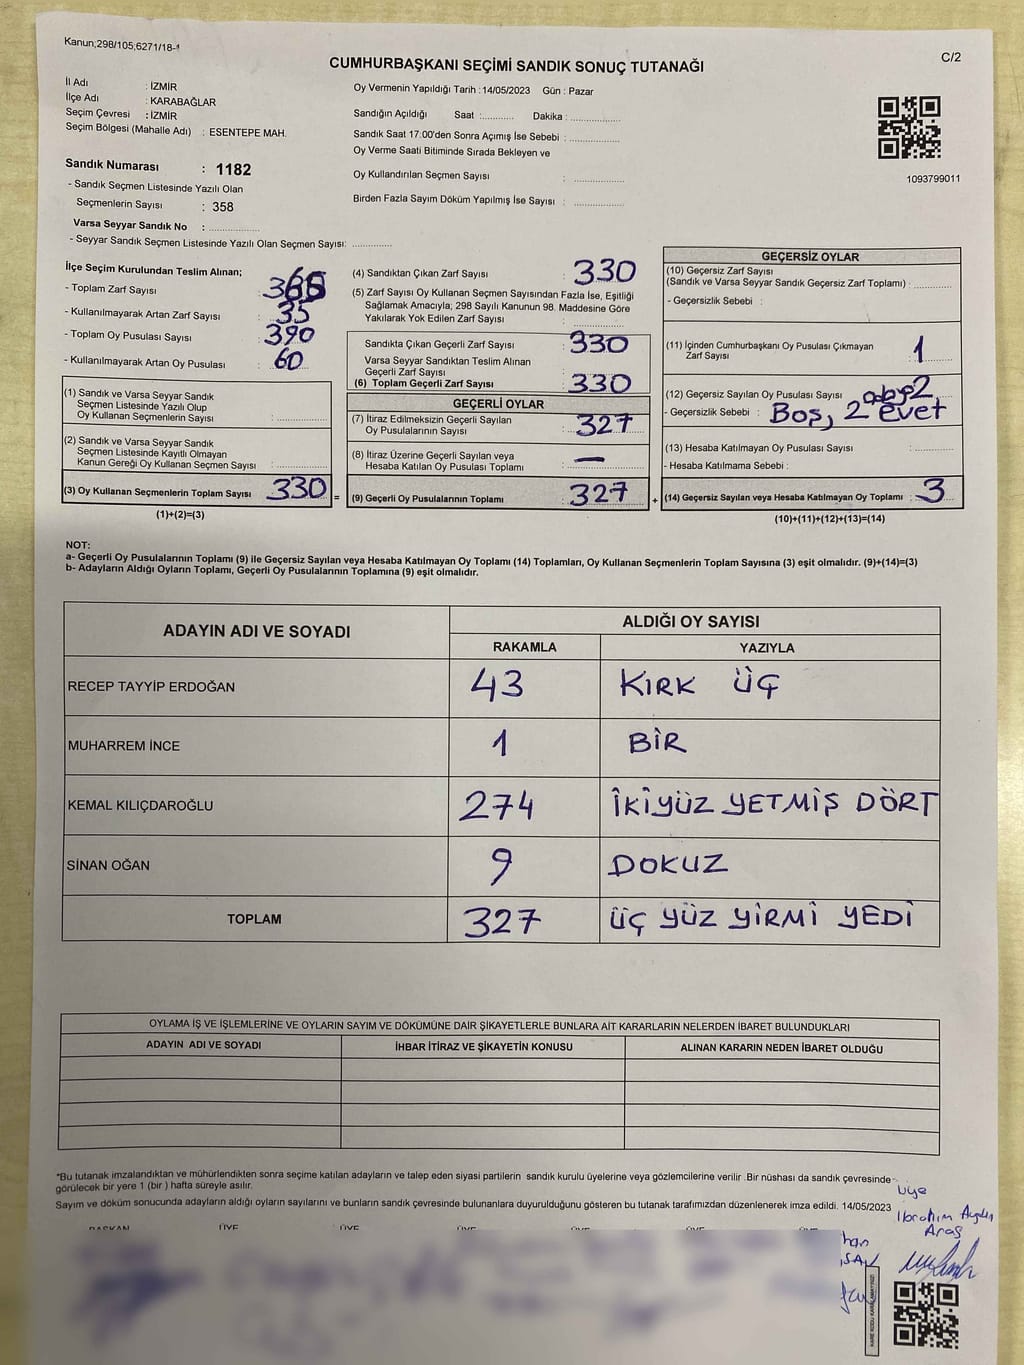 Kanun;298/105;6271/18-1
C/2
CUMHURBAŞKANI SEÇİMİ SANDIK SONUÇ TUTANAĞI
İl Adı : İZMİR
İlçe Adı : KARABAĞLAR
Seçim Çevresi : İZMİR
Seçim Bölgesi (Mahalle Adı) : ESENTEPE MAH.
Oy Vermenin Yapıldığı Tarih : 14/05/2023 Gün : Pazar
Sandığın Açıldığı Saat :........... Dakika :................
Sandık Saat 17:00'den Sonra Açımış İse Sebebi :................
Oy Verme Saati Bitiminde Sırada Bekleyen ve
Oy Kullandırılan Seçmen Sayısı :................
Birden Fazla Sayım Döküm Yapılmış İse Sayısı :................
1093799011
Sandık Numarası : 1182
- Sandık Seçmen Listesinde Yazılı Olan
Seçmenlerin Sayısı : 358
Varsa Seyyar Sandık No :................
- Seyyar Sandık Seçmen Listesinde Yazılı Olan Seçmen Sayısı: ............
İlçe Seçim Kurulundan Teslim Alınan;
- Toplam Zarf Sayısı :
- Kullanılmayarak Artan Zarf Sayısı : 35
- Toplam Oy Pusulası Sayısı : 390
- Kullanılmayarak Artan Oy Pusulası : 60
(1) Sandık ve Varsa Seyyar Sandık
Seçmen Listesinde Yazılı Olup
Oy Kullanan Seçmenlerin Sayısı :................
(2) Sandık ve Varsa Seyyar Sandık
Seçmen Listesinde Kayıtlı Olmayan
Kanun Gereği Oy Kullanan Seçmen Sayısı :................
(3) Oy Kullanan Seçmenlerin Toplam Sayısı 330 =
(1)+(2)=(3)
(4) Sandıktan Çıkan Zarf Sayısı : 330
(5) Zarf Sayısı Oy Kullanan Seçmen Sayısından Fazla İse, Eşitliği
Sağlamak Amacıyla; 298 Sayılı Kanunun 98. Maddesine Göre
Yakılarak Yok Edilen Zarf Sayısı :................
Sandıkta Çıkan Geçerli Zarf Sayısı : 330
Varsa Seyyar Sandıktan Teslim Alınan
Geçerli Zarf Sayısı :
(6) Toplam Geçerli Zarf Sayısı : 330
GEÇERLİ OYLAR
(7) İtiraz Edilmeksizin Geçerli Sayılan
Oy Pusulalarının Sayısı : 327
(8) İtiraz Üzerine Geçerli Sayılan veya
Hesaba Katılan Oy Pusulası Toplamı : —
(9) Geçerli Oy Pusulalarının Toplamı : 327 +
GEÇERSİZ OYLAR
(10) Geçersiz Zarf Sayısı
(Sandık ve Varsa Seyyar Sandık Geçersiz Zarf Toplamı) :............
- Geçersizlik Sebebi :
(11) İçinden Cumhurbaşkanı Oy Pusulası Çıkmayan
Zarf Sayısı : 1
(12) Geçersiz Sayılan Oy Pusulası Sayısı : 2
- Geçersizlik Sebebi : Boş, 2 adaya evet
(13) Hesaba Katılmayan Oy Pusulası Sayısı :............
- Hesaba Katılmama Sebebi :
(14) Geçersiz Sayılan veya Hesaba Katılmayan Oy Toplamı : 3
(10)+(11)+(12)+(13)=(14)
NOT:
a- Geçerli Oy Pusulalarının Toplamı (9) ile Geçersiz Sayılan veya Hesaba Katılmayan Oy Toplamı (14) Toplamları, Oy Kullanan Seçmenlerin Toplam Sayısına (3) eşit olmalıdır. (9)+(14)=(3)
b- Adayların Aldığı Oyların Toplamı, Geçerli Oy Pusulalarının Toplamına (9) eşit olmalıdır.
ADAYIN ADI VE SOYADI
ALDIĞI OY SAYISI
RAKAMLA YAZIYLA
RECEP TAYYİP ERDOĞAN 43 KIRK ÜÇ
MUHARREM İNCE 1 BİR
KEMAL KILIÇDAROĞLU 274 İKİYÜZ YETMİŞ DÖRT
SİNAN OĞAN 9 DOKUZ
TOPLAM 327 ÜÇ YÜZ YİRMİ YEDİ
OYLAMA İŞ VE İŞLEMLERİNE VE OYLARIN SAYIM VE DÖKÜMÜNE DAİR ŞİKAYETLERLE BUNLARA AİT KARARLARIN NELERDEN İBARET BULUNDUKLARI
ADAYIN ADI VE SOYADI İHBAR İTİRAZ VE ŞİKAYETİN KONUSU ALINAN KARARIN NEDEN İBARET OLDUĞU
*Bu tutanak imzalandıktan ve mühürlendikten sonra seçime katılan adayların ve talep eden siyasi partilerin sandık kurulu üyelerine veya gözlemcilerine verilir .Bir nüshası da sandık çevresinde
görülecek bir yere 1 (bir ) hafta süreyle asılır.
Sayım ve döküm sonucunda adayların aldığı oyların sayılarını ve bunların sandık çevresinde bulunanlara duyurulduğunu gösteren bu tutanak tarafımızdan düzenlenerek imza edildi. 14/05/2023
BAŞKAN ÜYE ÜYE ÜYE ÜYE ÜYE
üye
İbrahim Aydın
Araş
KARE KODU KARALAMAYINIZ!